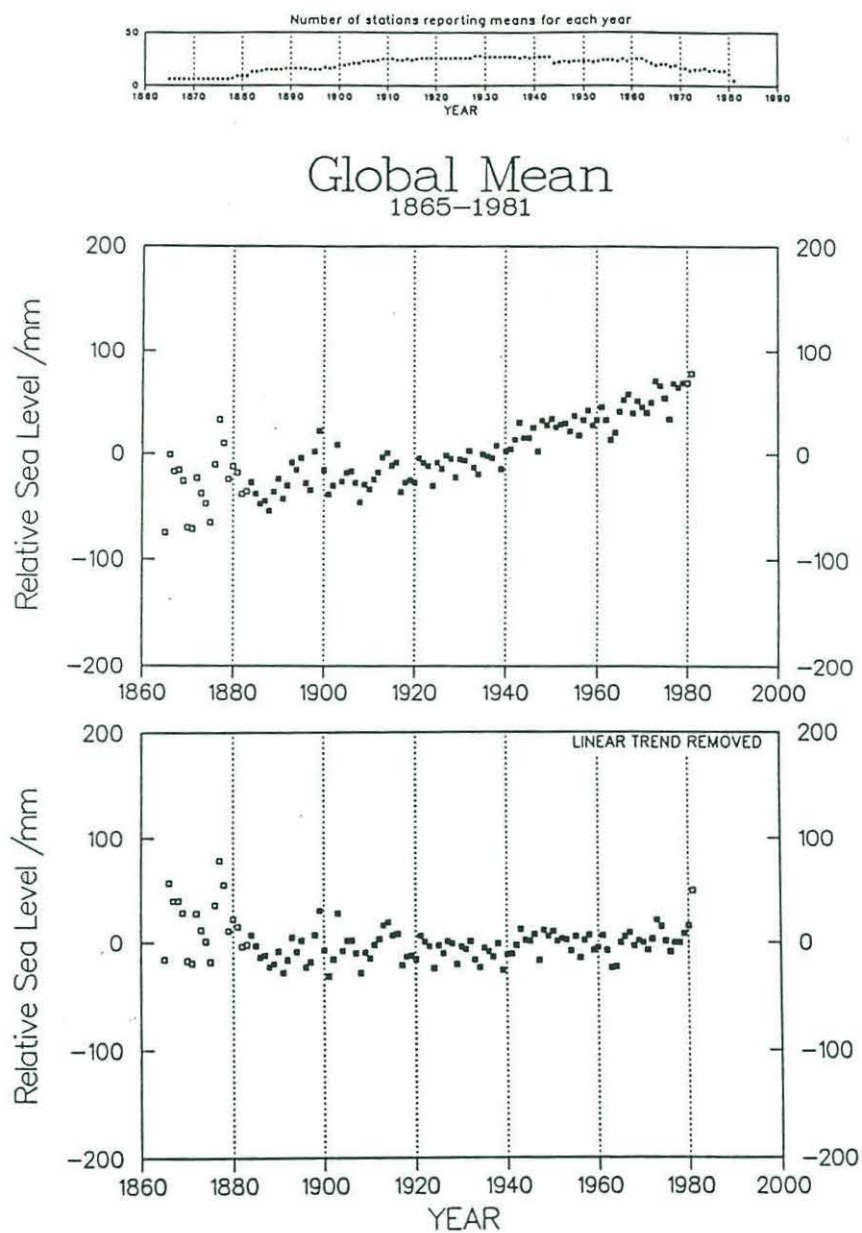 Number of stations reporting means for each year
50
0
1860 1870 1880 1890 1900 1910 1920 1930 1940 1950 1960 1970 1980 1990
YEAR
Global Mean
1865–1981
Relative Sea Level /mm
200 200
100 100
0 0
−100 −100
−200 −200
1860 1880 1900 1920 1940 1960 1980 2000
LINEAR TREND REMOVED
Relative Sea Level /mm
200 200
100 100
0 0
−100 −100
−200 −200
1860 1880 1900 1920 1940 1960 1980 2000
YEAR